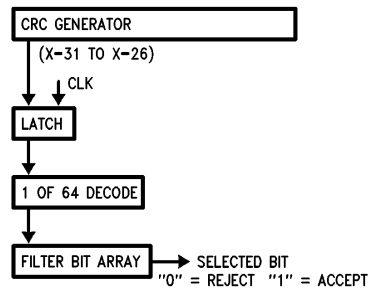 CRC GENERATOR
(X-31 TO X-26)
CLK
LATCH
1 OF 64 DECODE
FILTER BIT ARRAY
SELECTED BIT
"0" = REJECT "1" = ACCEPT